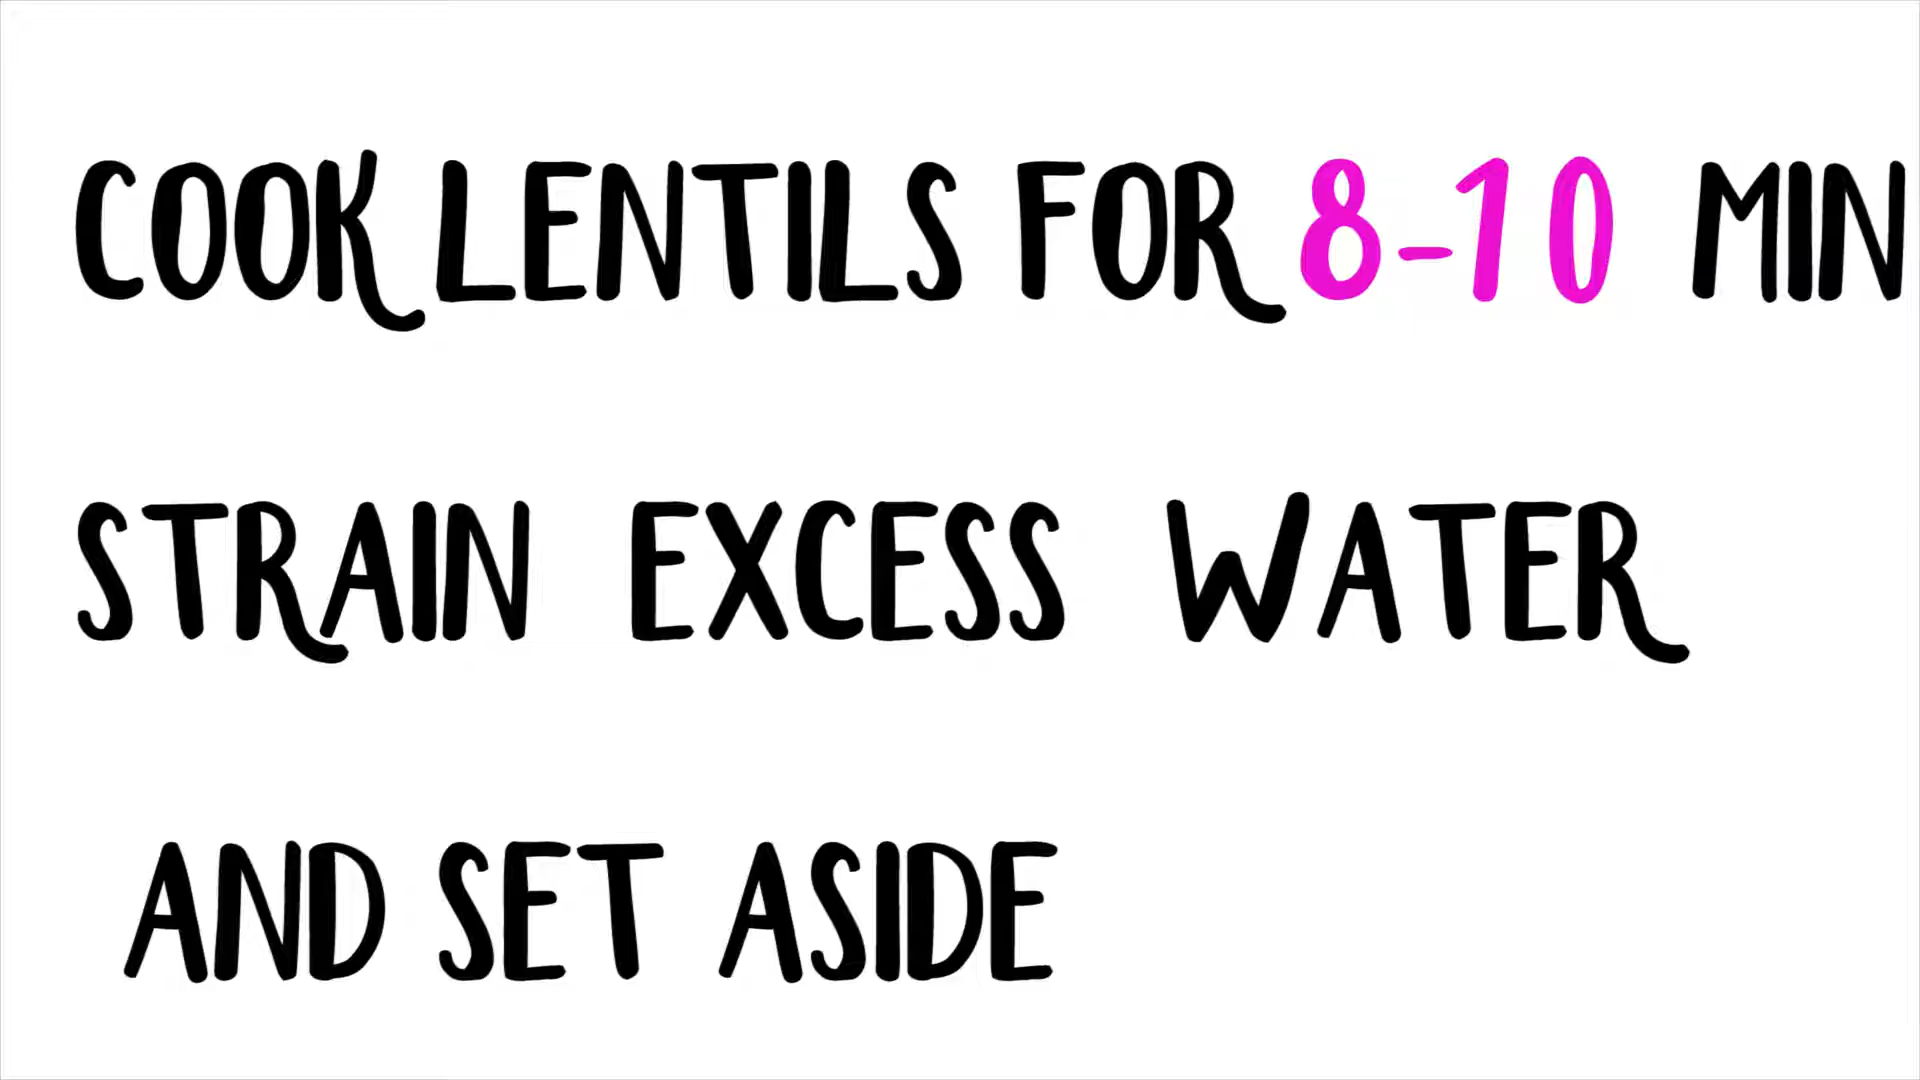 COOK LENTILS FOR 8-10 MIN
STRAIN EXCESS WATER
AND SET ASIDE